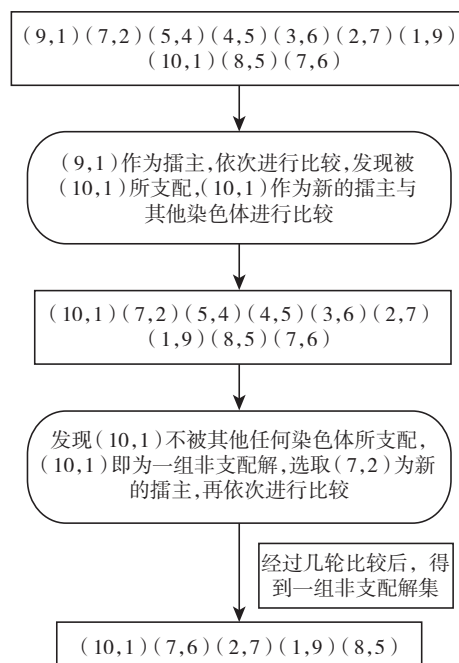 (9,1)(7,2)(5,4)(4,5)(3,6)(2,7)(1,9)
(10,1)(8,5)(7,6)
(9,1)作为擂主,依次进行比较,发现被
(10,1)所支配,(10,1)作为新的擂主与
其他染色体进行比较
(10,1)(7,2)(5,4)(4,5)(3,6)(2,7)
(1,9)(8,5)(7,6)
发现(10,1)不被其他任何染色体所支配,
(10,1)即为一组非支配解,选取(7,2)为新
的擂主,再依次进行比较
经过几轮比较后，得
到一组非支配解集
(10,1)(7,6)(2,7)(1,9)(8,5)